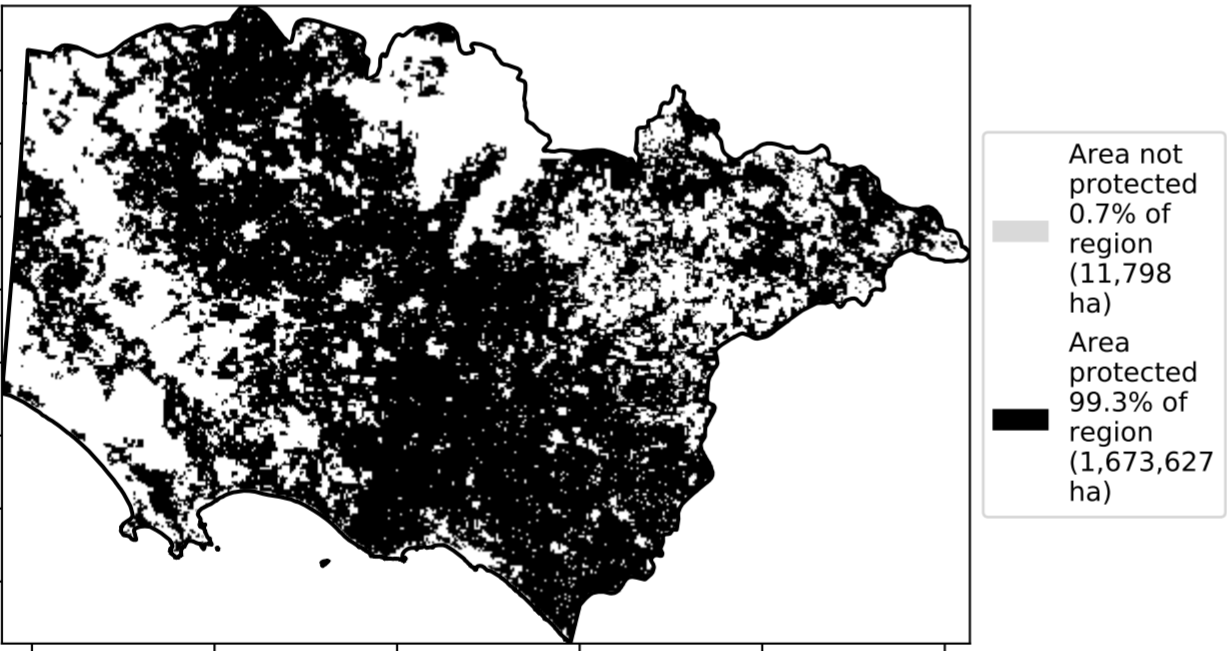 Area not
protected
0.7% of
region
(11,798
ha)
Area
protected
99.3% of
region
(1,673,627
ha)